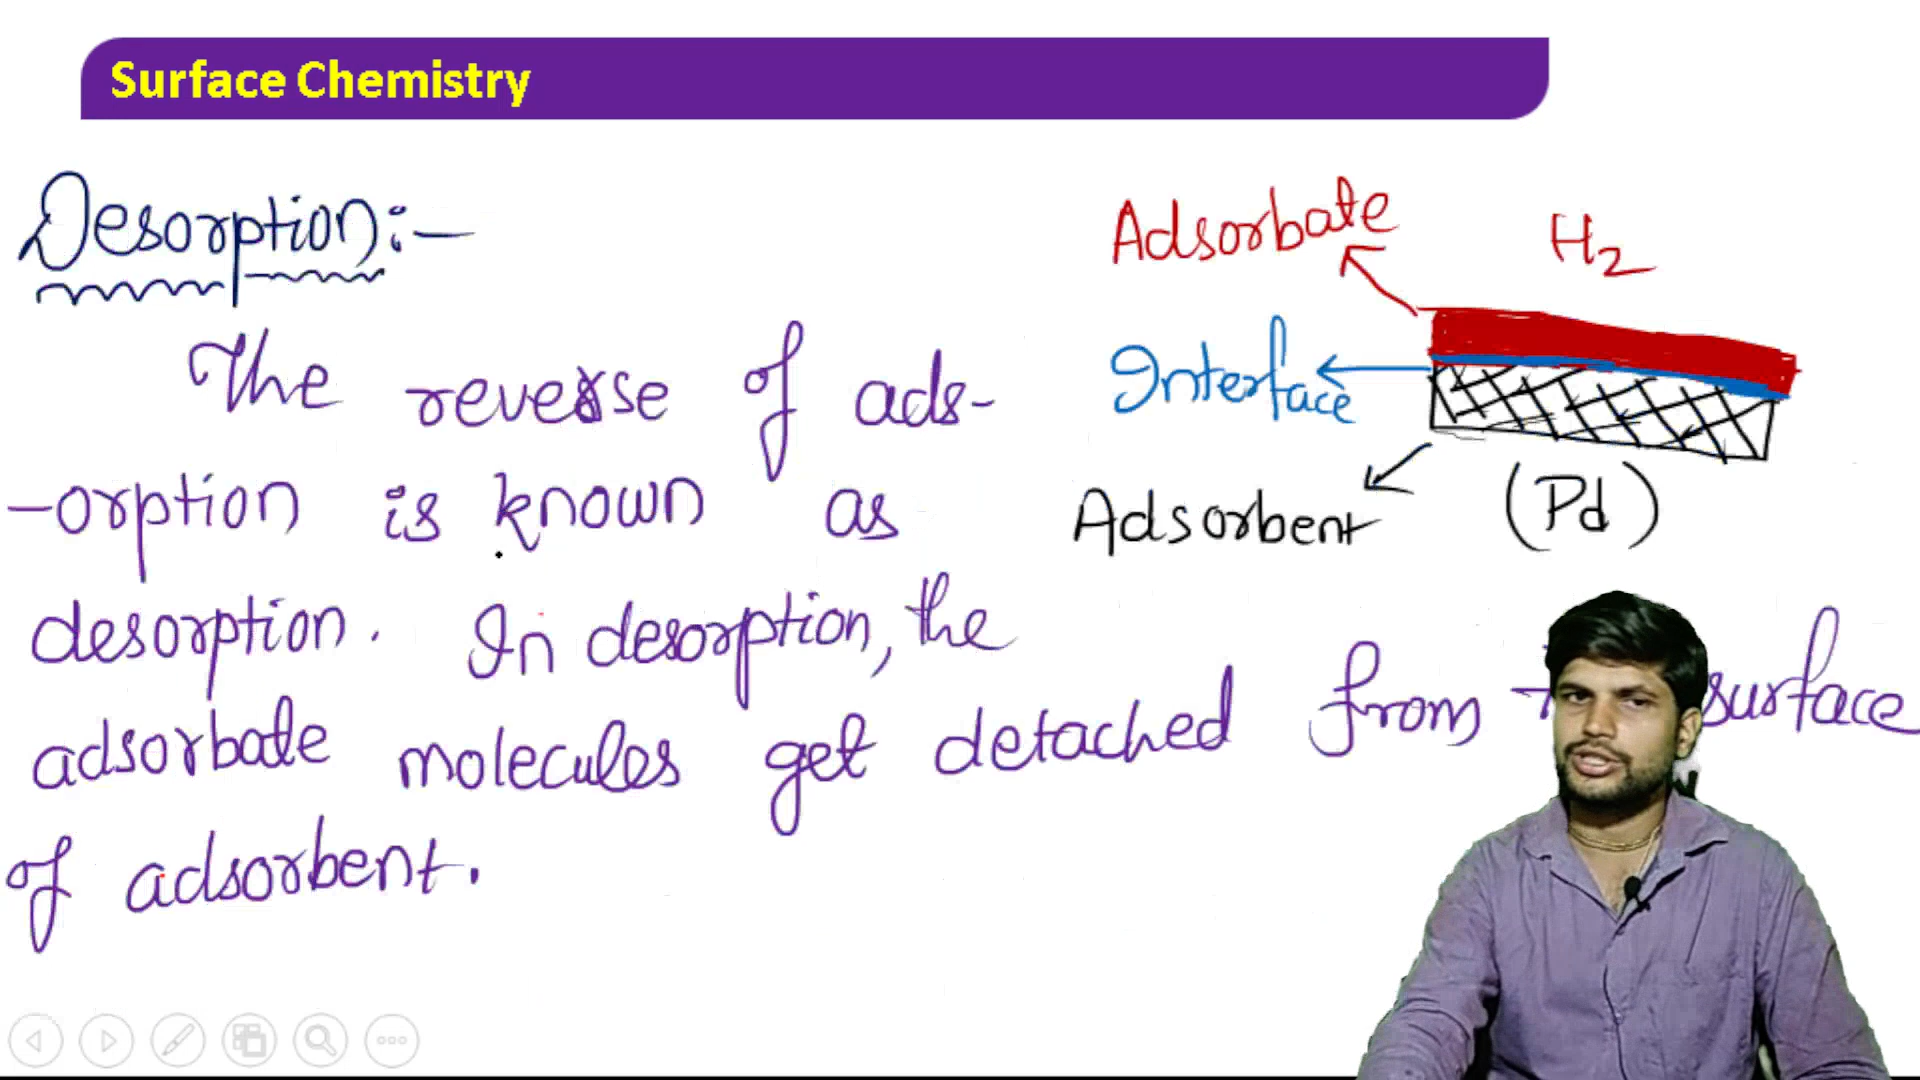 Surface Chemistry
Desorption:-
The reverse of ads-
-orption is known as
desorption. In desorption, the
adsorbate molecules get detached from surface
of adsorbent.
Adsorbate
H2
Interface
Adsorbent
(Pd)